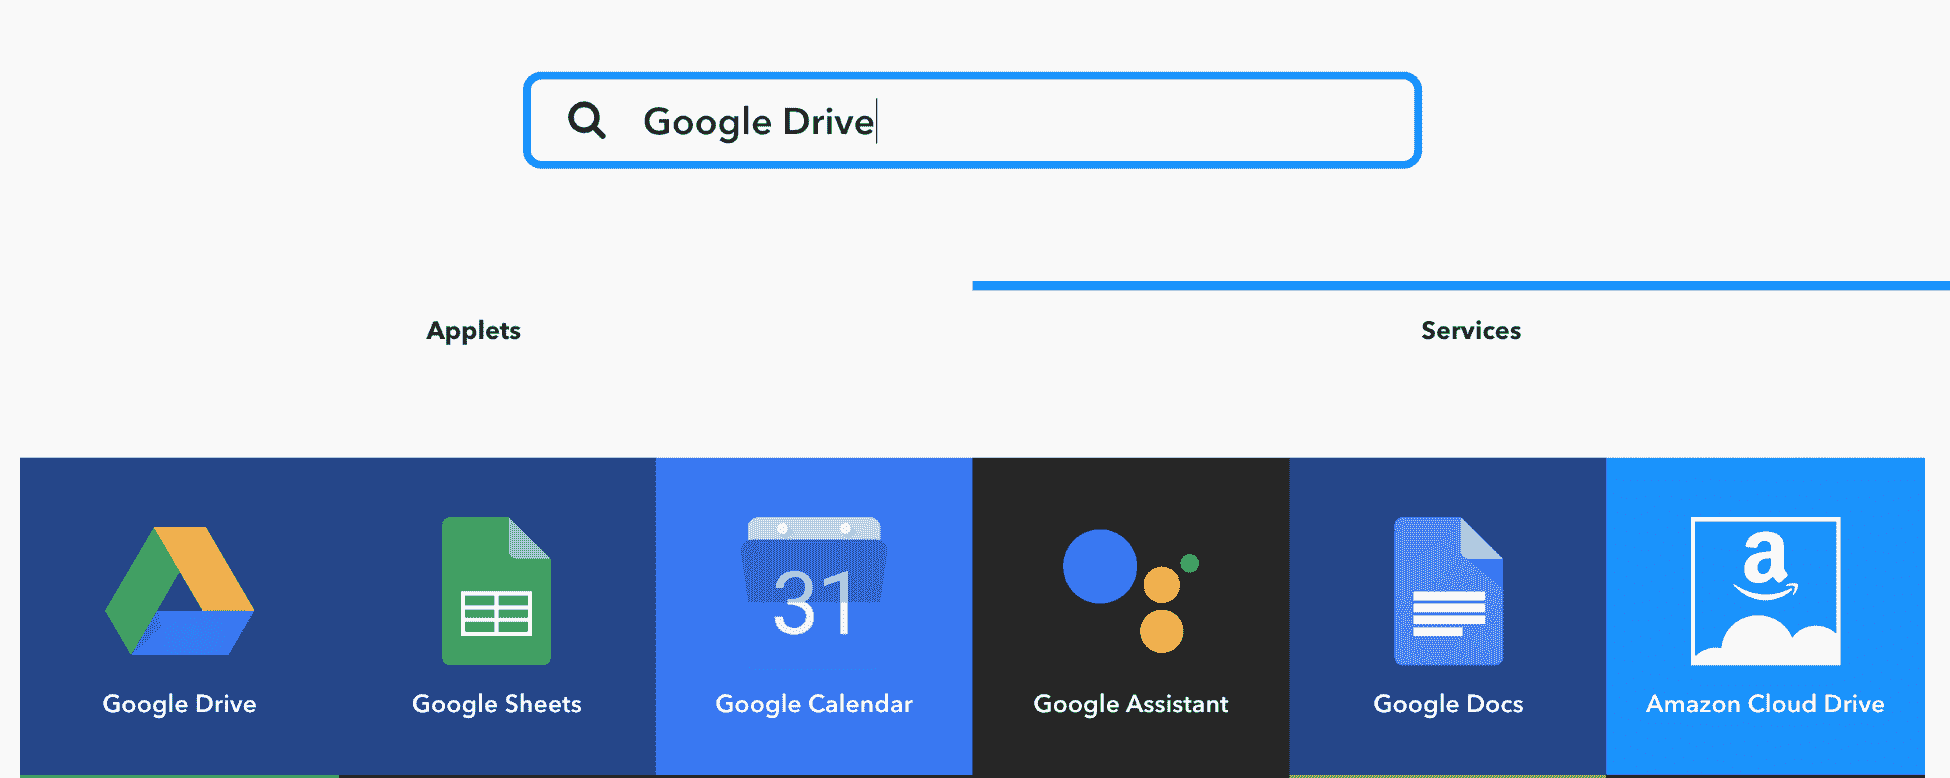 Google Drive
Applets
Services
31
a
Google Drive
Google Sheets
Google Calendar
Google Assistant
Google Docs
Amazon Cloud Drive